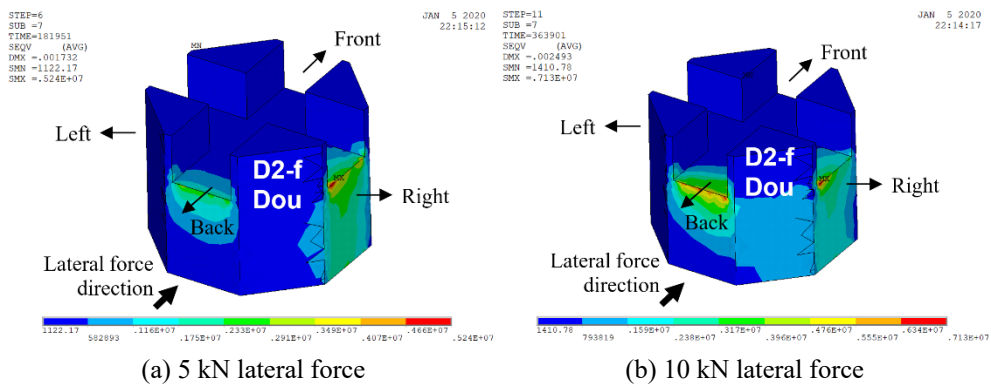 STEP=6
SUB =7
TIME=181951
SEQV (AVG)
DMX =.001732
SMN =1122.17
SMX =.524E+07
JAN 5 2020
22:15:12
MN
Front
Left
D2-f
Dou
MX
Right
Back
Lateral force
direction
1122.17 .116E+07 .233E+07 .349E+07 .466E+07
582893 .175E+07 .291E+07 .407E+07 .524E+07
(a) 5 kN lateral force
STEP=11
SUB =7
TIME=363901
SEQV (AVG)
DMX =.002493
SMN =1410.78
SMX =.713E+07
JAN 5 2020
22:14:17
Front
Left
D2-f
Dou
MX
Right
Back
Lateral force
direction
1410.78 .159E+07 .317E+07 .476E+07 .634E+07
793819 .238E+07 .396E+07 .555E+07 .713E+07
(b) 10 kN lateral force